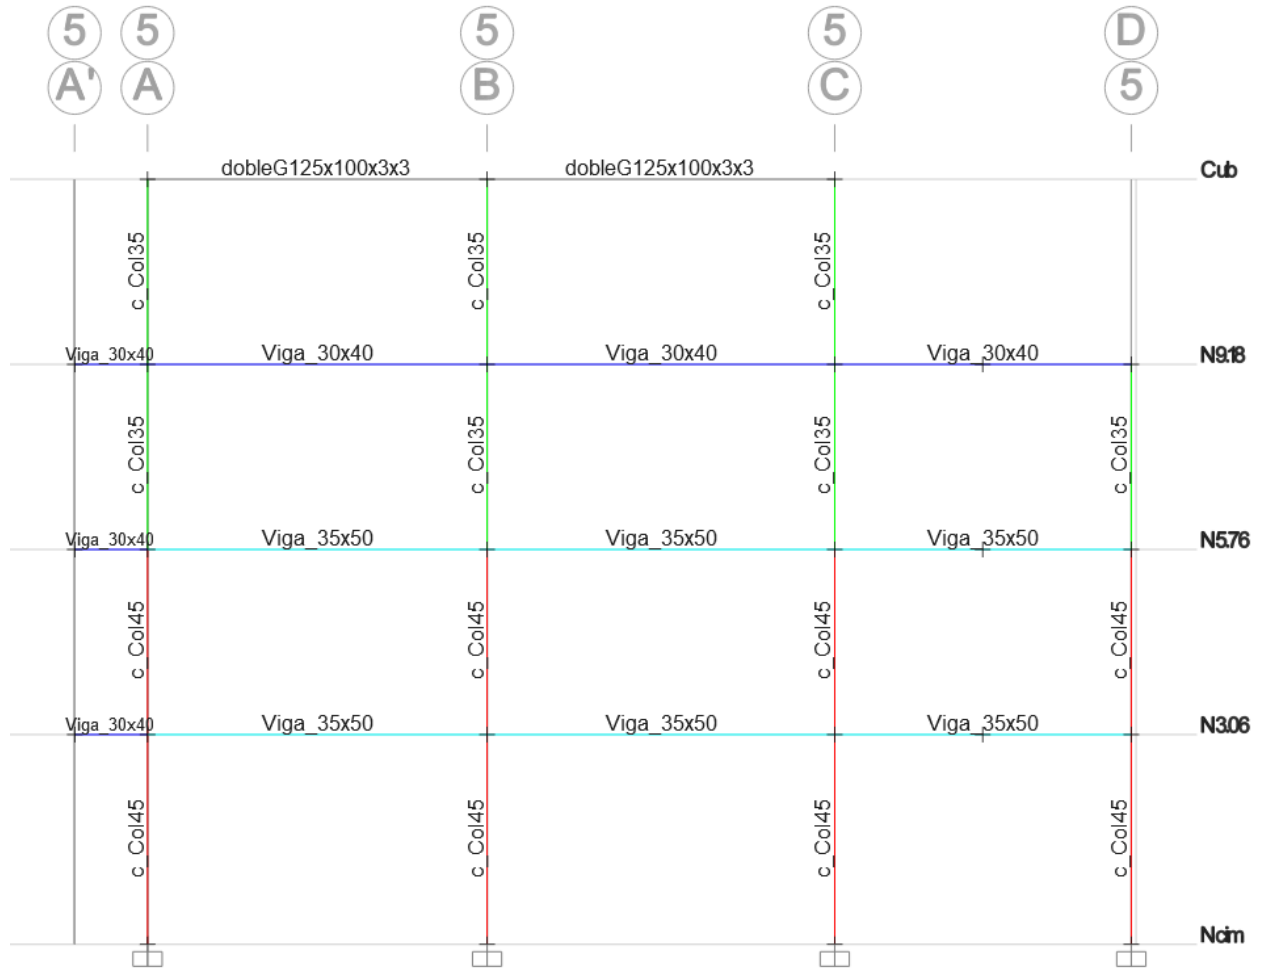 5 5 5 5 D
A' A B C 5
dobleG125x100x3x3 dobleG125x100x3x3 Cub
c_Col35 c_Col35 c_Col35
Viga_30x40 Viga_30x40 Viga_30x40 Viga_30x40 N9.18
c_Col35 c_Col35 c_Col35 c_Col35
Viga_30x40 Viga_35x50 Viga_35x50 Viga_35x50 N5.76
c_Col45 c_Col45 c_Col45 c_Col45
Viga_30x40 Viga_35x50 Viga_35x50 Viga_35x50 N3.06
c_Col45 c_Col45 c_Col45 c_Col45
Ncim